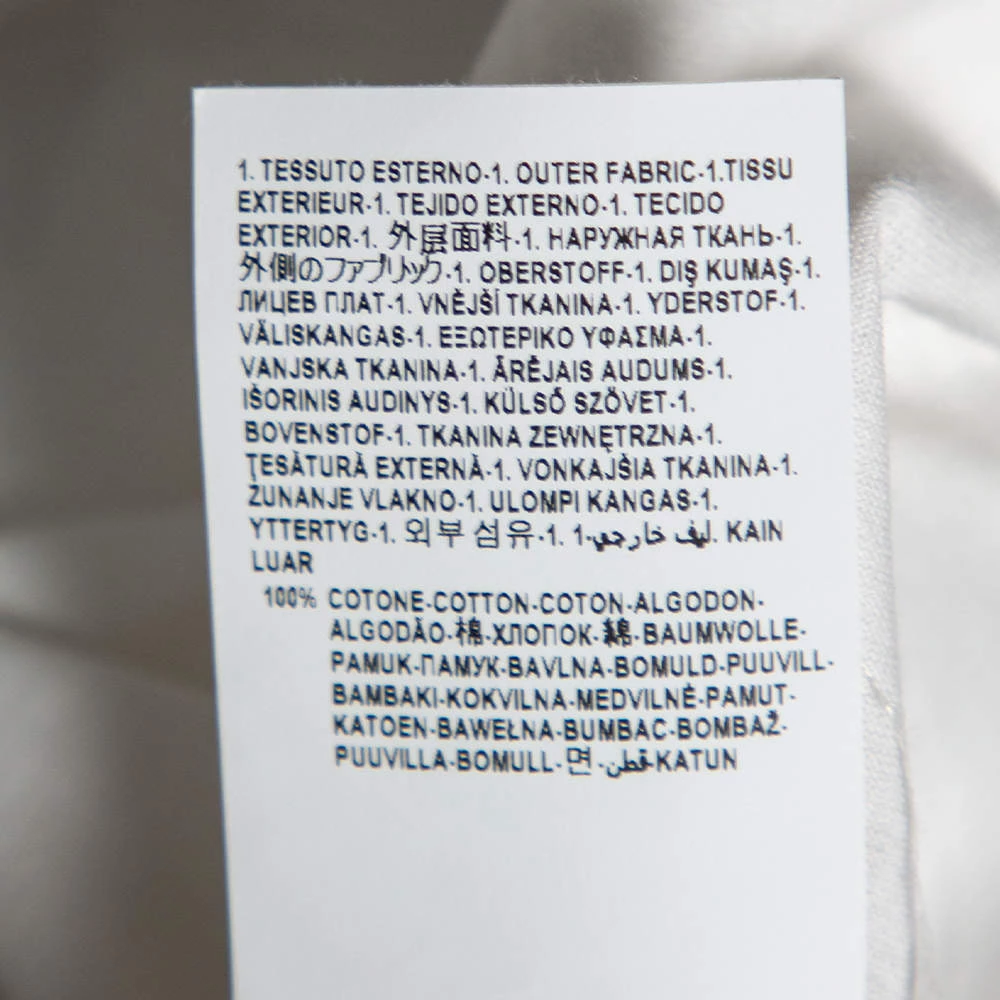 1. TESSUTO ESTERNO-1. OUTER FABRIC-1.TISSU
EXTERIEUR-1. TEJIDO EXTERNO-1. TECIDO
EXTERIOR-1. 外层面料-1. НАРУЖНАЯ ТКАНЬ-1.
外側のファブリック-1. OBERSTOFF-1. DIŞ KUMAŞ-1.
ЛИЦЕВ ПЛАТ-1. VNĚJŠÍ TKANINA-1. YDERSTOF-1.
VÄLISKANGAS-1. ΕΞΩΤΕΡΙΚΟ ΥΦΑΣΜΑ-1.
VANJSKA TKANINA-1. ĀRĒJAIS AUDUMS-1.
IŠORINIS AUDINYS-1. KÜLSŐ SZÖVET-1.
BOVENSTOF-1. TKANINA ZEWNĘTRZNA-1.
ŢESĂTURĂ EXTERNĂ-1. VONKAJŠIA TKANINA-1.
ZUNANJE VLAKNO-1. ULOMPI KANGAS-1.
YTTERTYG-1. 외부 섬유-1. ليف خارجي-1. KAIN
LUAR
100% COTONE-COTTON-COTON-ALGODON-
ALGODÃO-棉-ХЛОПОК-綿-BAUMWOLLE-
PAMUK-ПАМУК-BAVLNA-BOMULD-PUUVILL-
BAMBAKI-KOKVILNA-MEDVILNĖ-PAMUT-
KATOEN-BAWEŁNA-BUMBAC-BOMBAŽ-
PUUVILLA-BOMULL-면-قطن-KATUN